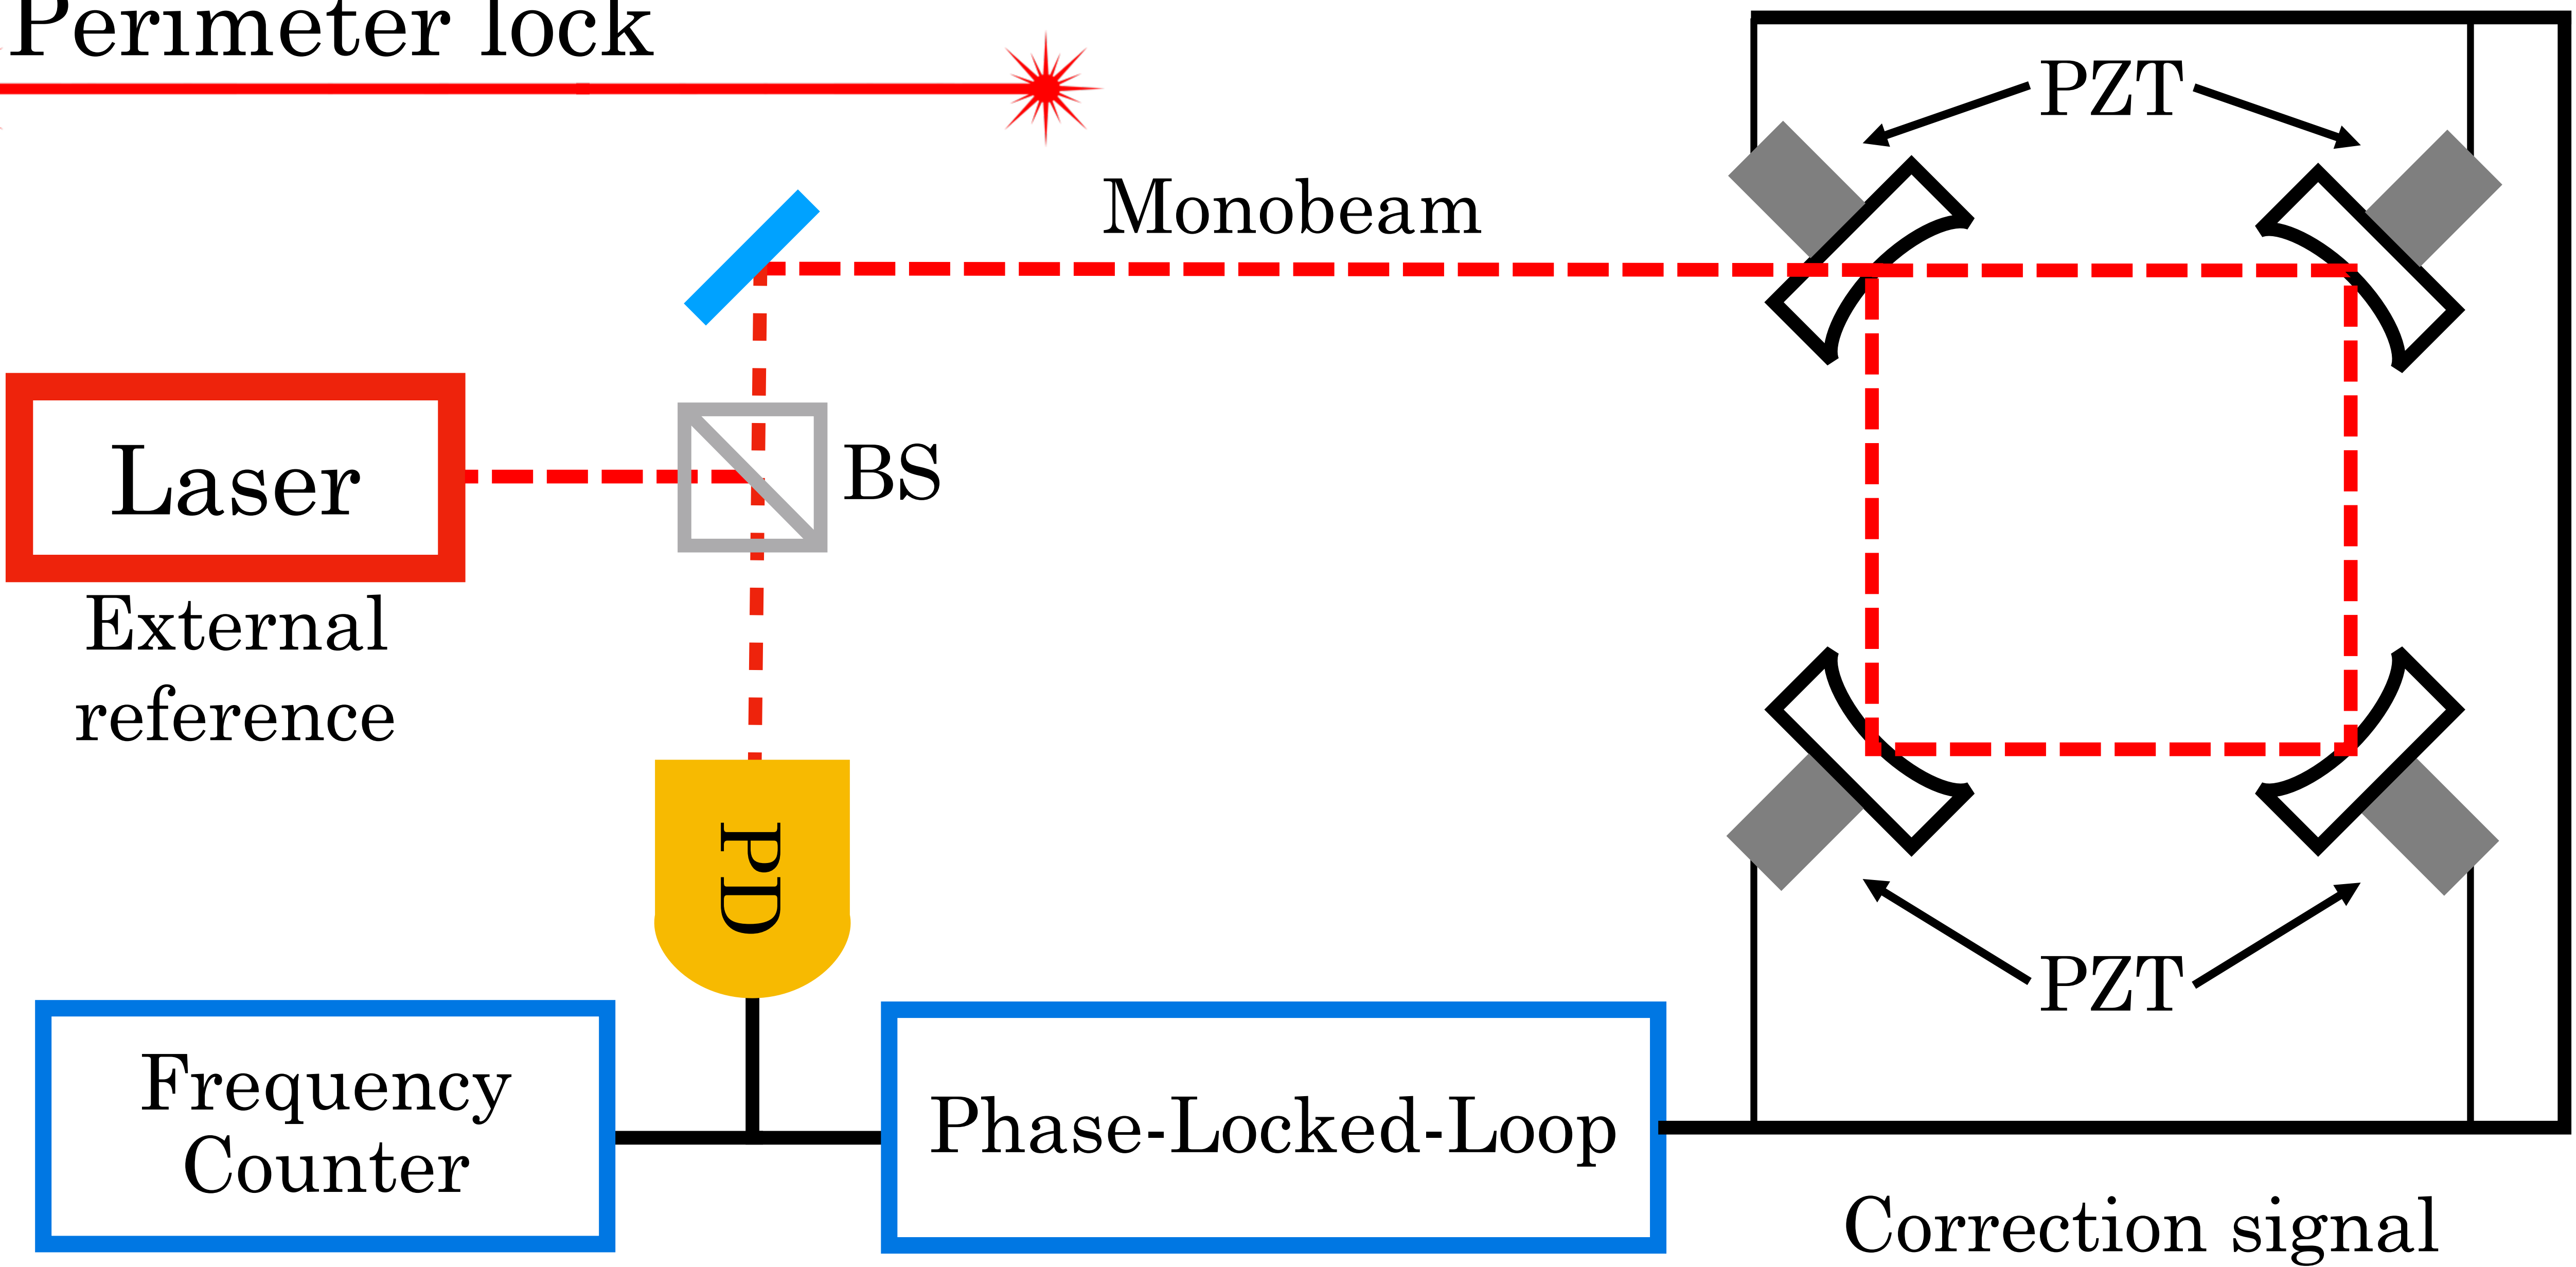 Perimeter lock
PZT
Monobeam
Laser
BS
External
reference
PD
Frequency
Counter
Phase-Locked-Loop
PZT
Correction signal